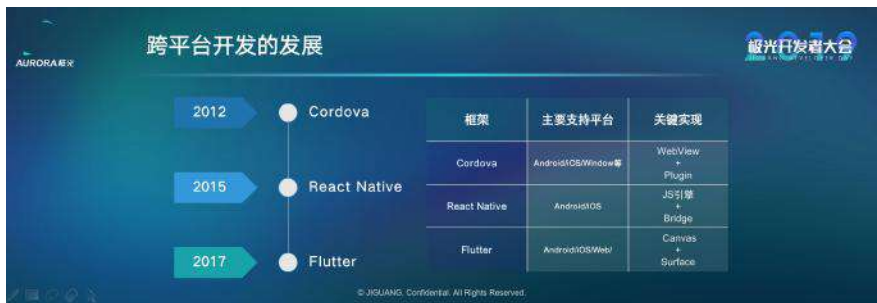 AURORA极光
跨平台开发的发展
极光开发者大会
2012
Cordova
2015
React Native
2017
Flutter
框架 主要支持平台 关键实现
Cordova Android/iOS/Window等 WebView
+
Plugin
React Native Android/iOS JS引擎
+
Bridge
Flutter Android/iOS/Web/ Canvas
+
Surface
© JIGUANG. Confidential. All Rights Reserved.